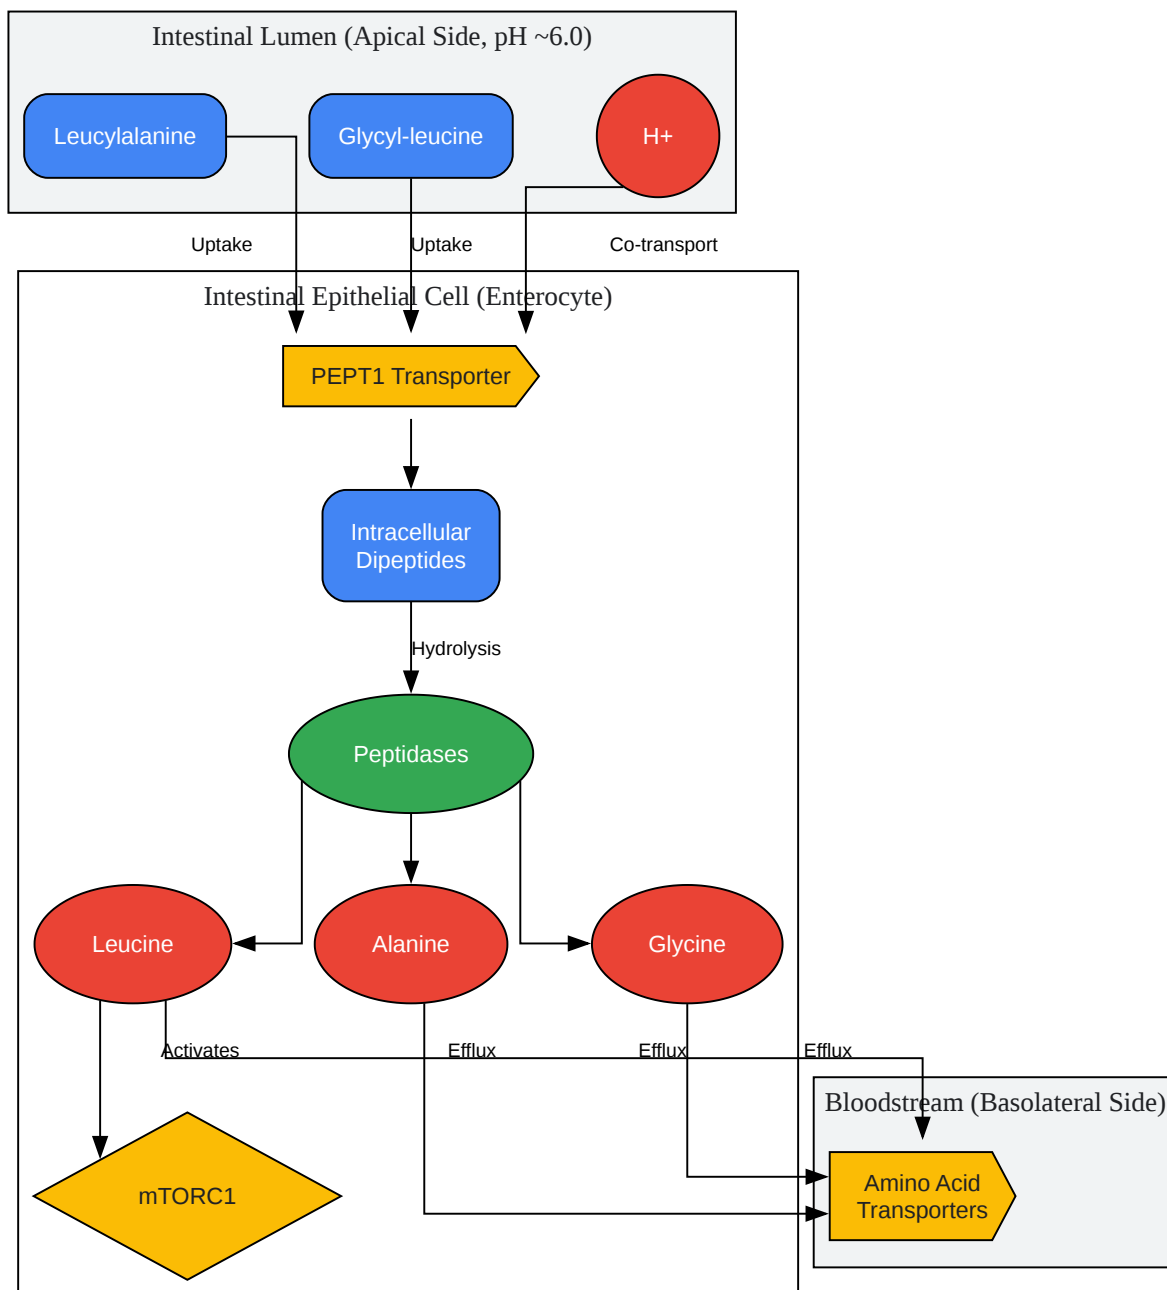 Intestinal Lumen (Apical Side, pH ~6.0)
Leucylalanine
Glycyl-leucine
H+
Uptake
Uptake
Co-transport
Intestinal Epithelial Cell (Enterocyte)
PEPT1 Transporter
Intracellular
Dipeptides
Hydrolysis
Peptidases
Leucine
Alanine
Glycine
Activates
Efflux
Efflux
Efflux
Bloodstream (Basolateral Side)
mTORC1
Amino Acid
Transporters